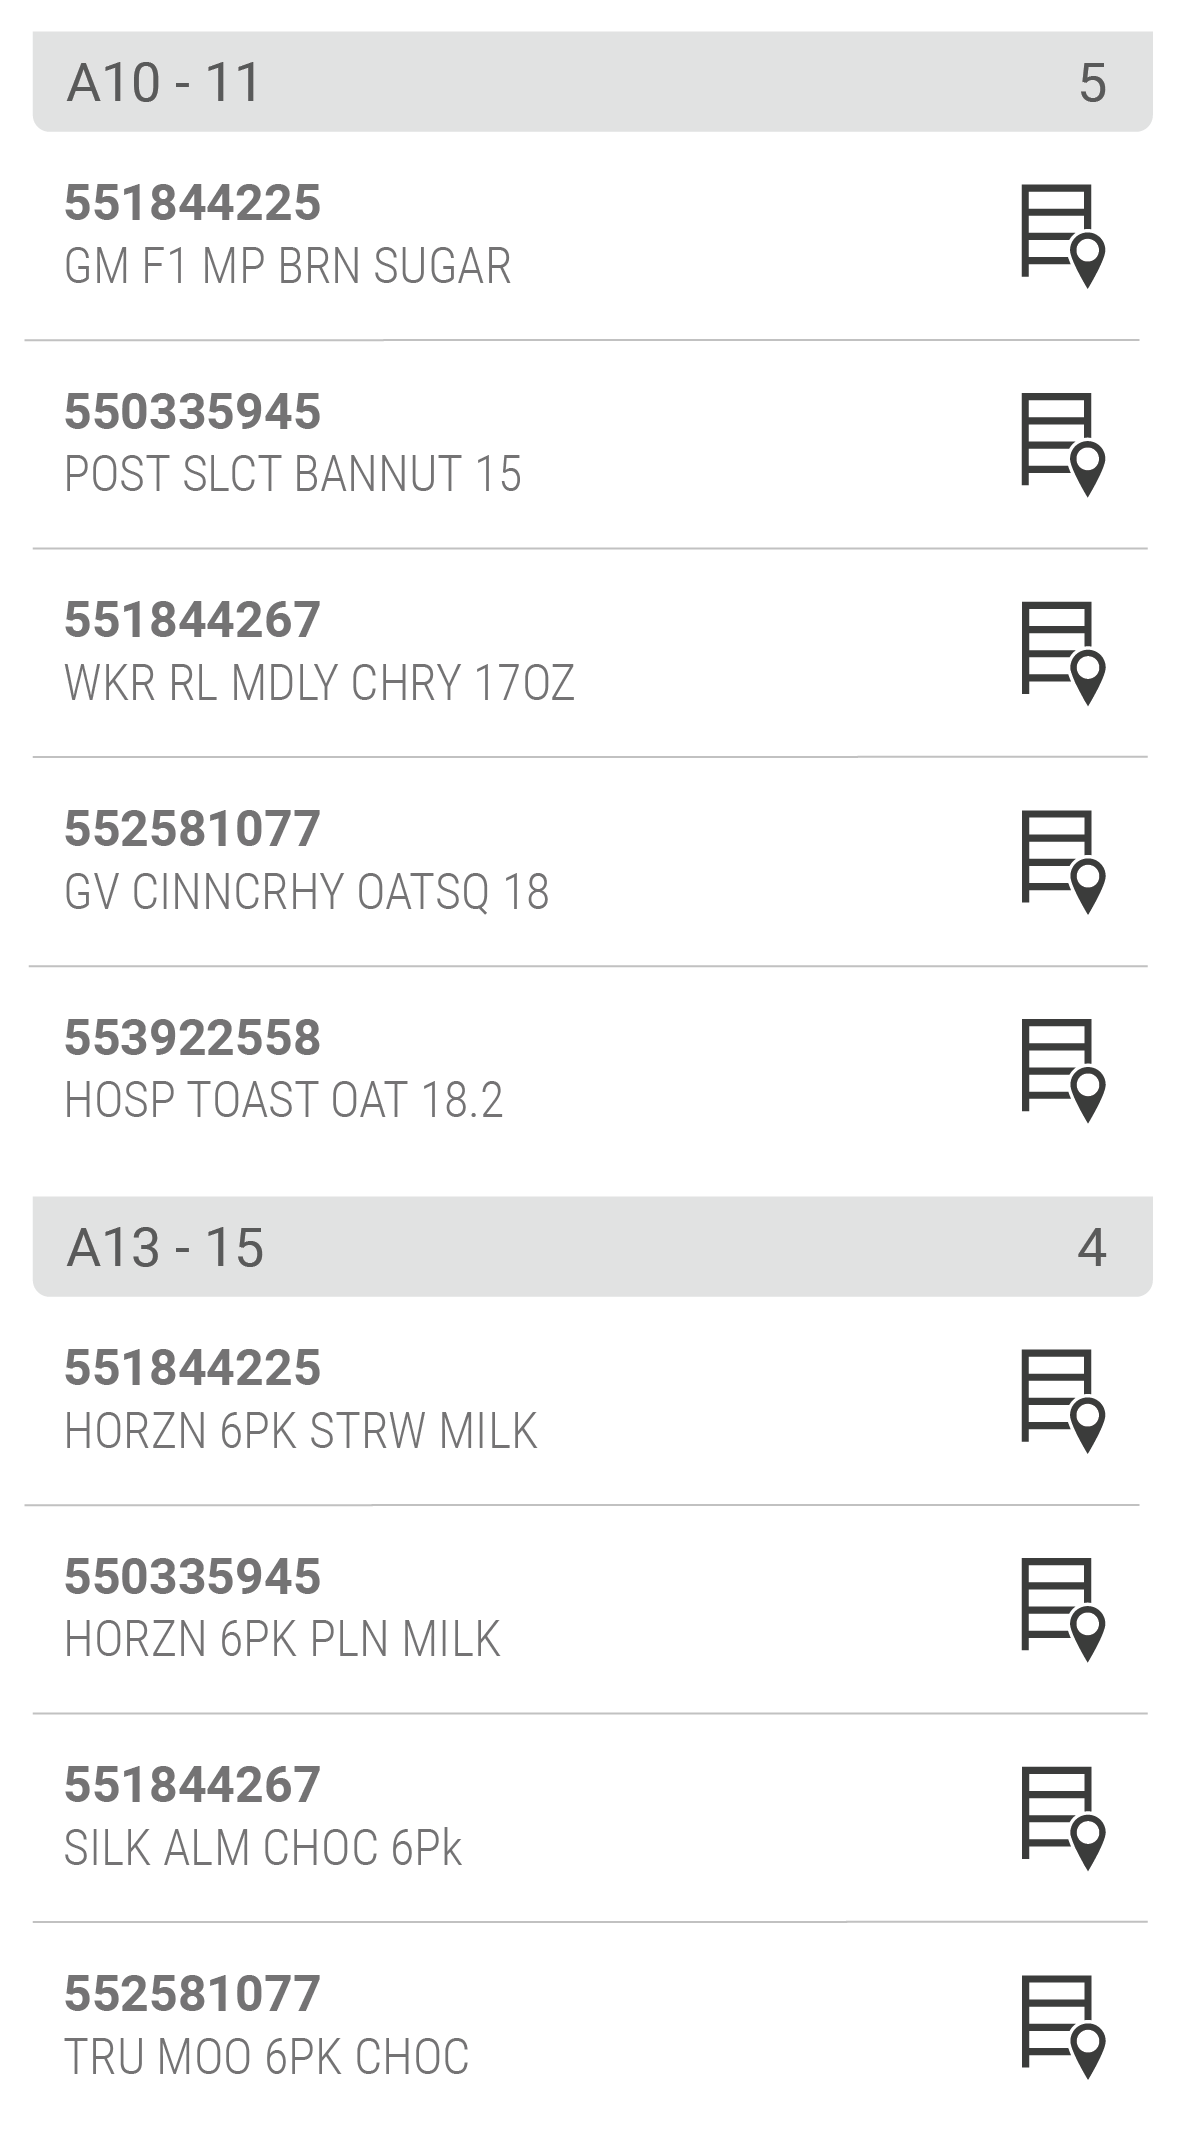 A10 - 11 5
551844225
GM F1 MP BRN SUGAR
550335945
POST SLCT BANNUT 15
551844267
WKR RL MDLY CHRY 17OZ
552581077
GV CINNCRHY OATSQ 18
553922558
HOSP TOAST OAT 18.2
A13 - 15 4
551844225
HORZN 6PK STRW MILK
550335945
HORZN 6PK PLN MILK
551844267
SILK ALM CHOC 6Pk
552581077
TRU MOO 6PK CHOC